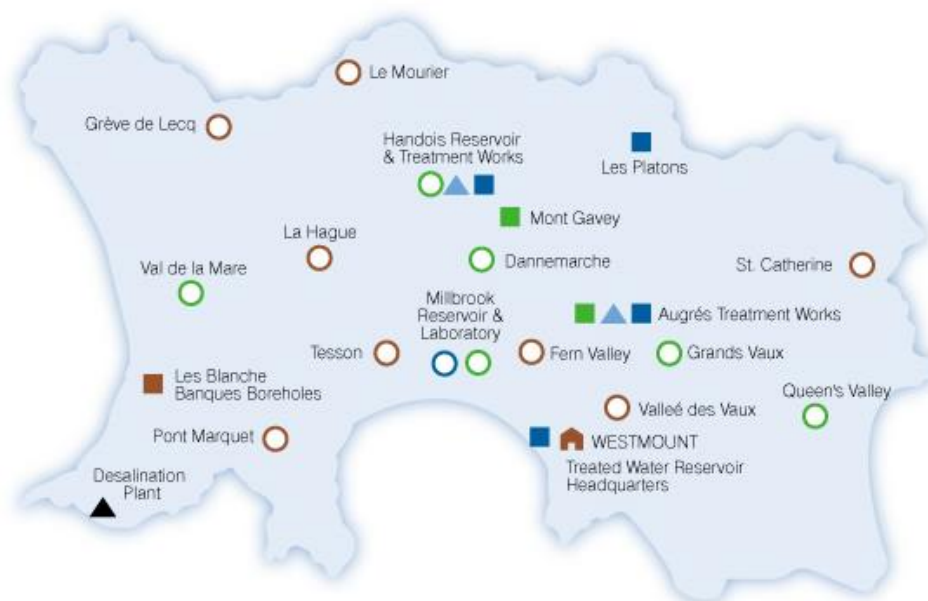 Le Mourier
Grève de Lecq
Handois Reservoir
& Treatment Works
Les Platons
Mont Gavey
La Hague
Dannemarche
St. Catherine
Val de la Mare
Millbrook
Reservoir &
Laboratory
Augrés Treatment Works
Tesson
Fern Valley
Grands Vaux
Les Blanche
Banques Boreholes
Queen's Valley
Valleé des Vaux
Pont Marquet
WESTMOUNT
Treated Water Reservoir
Headquarters
Desalination
Plant